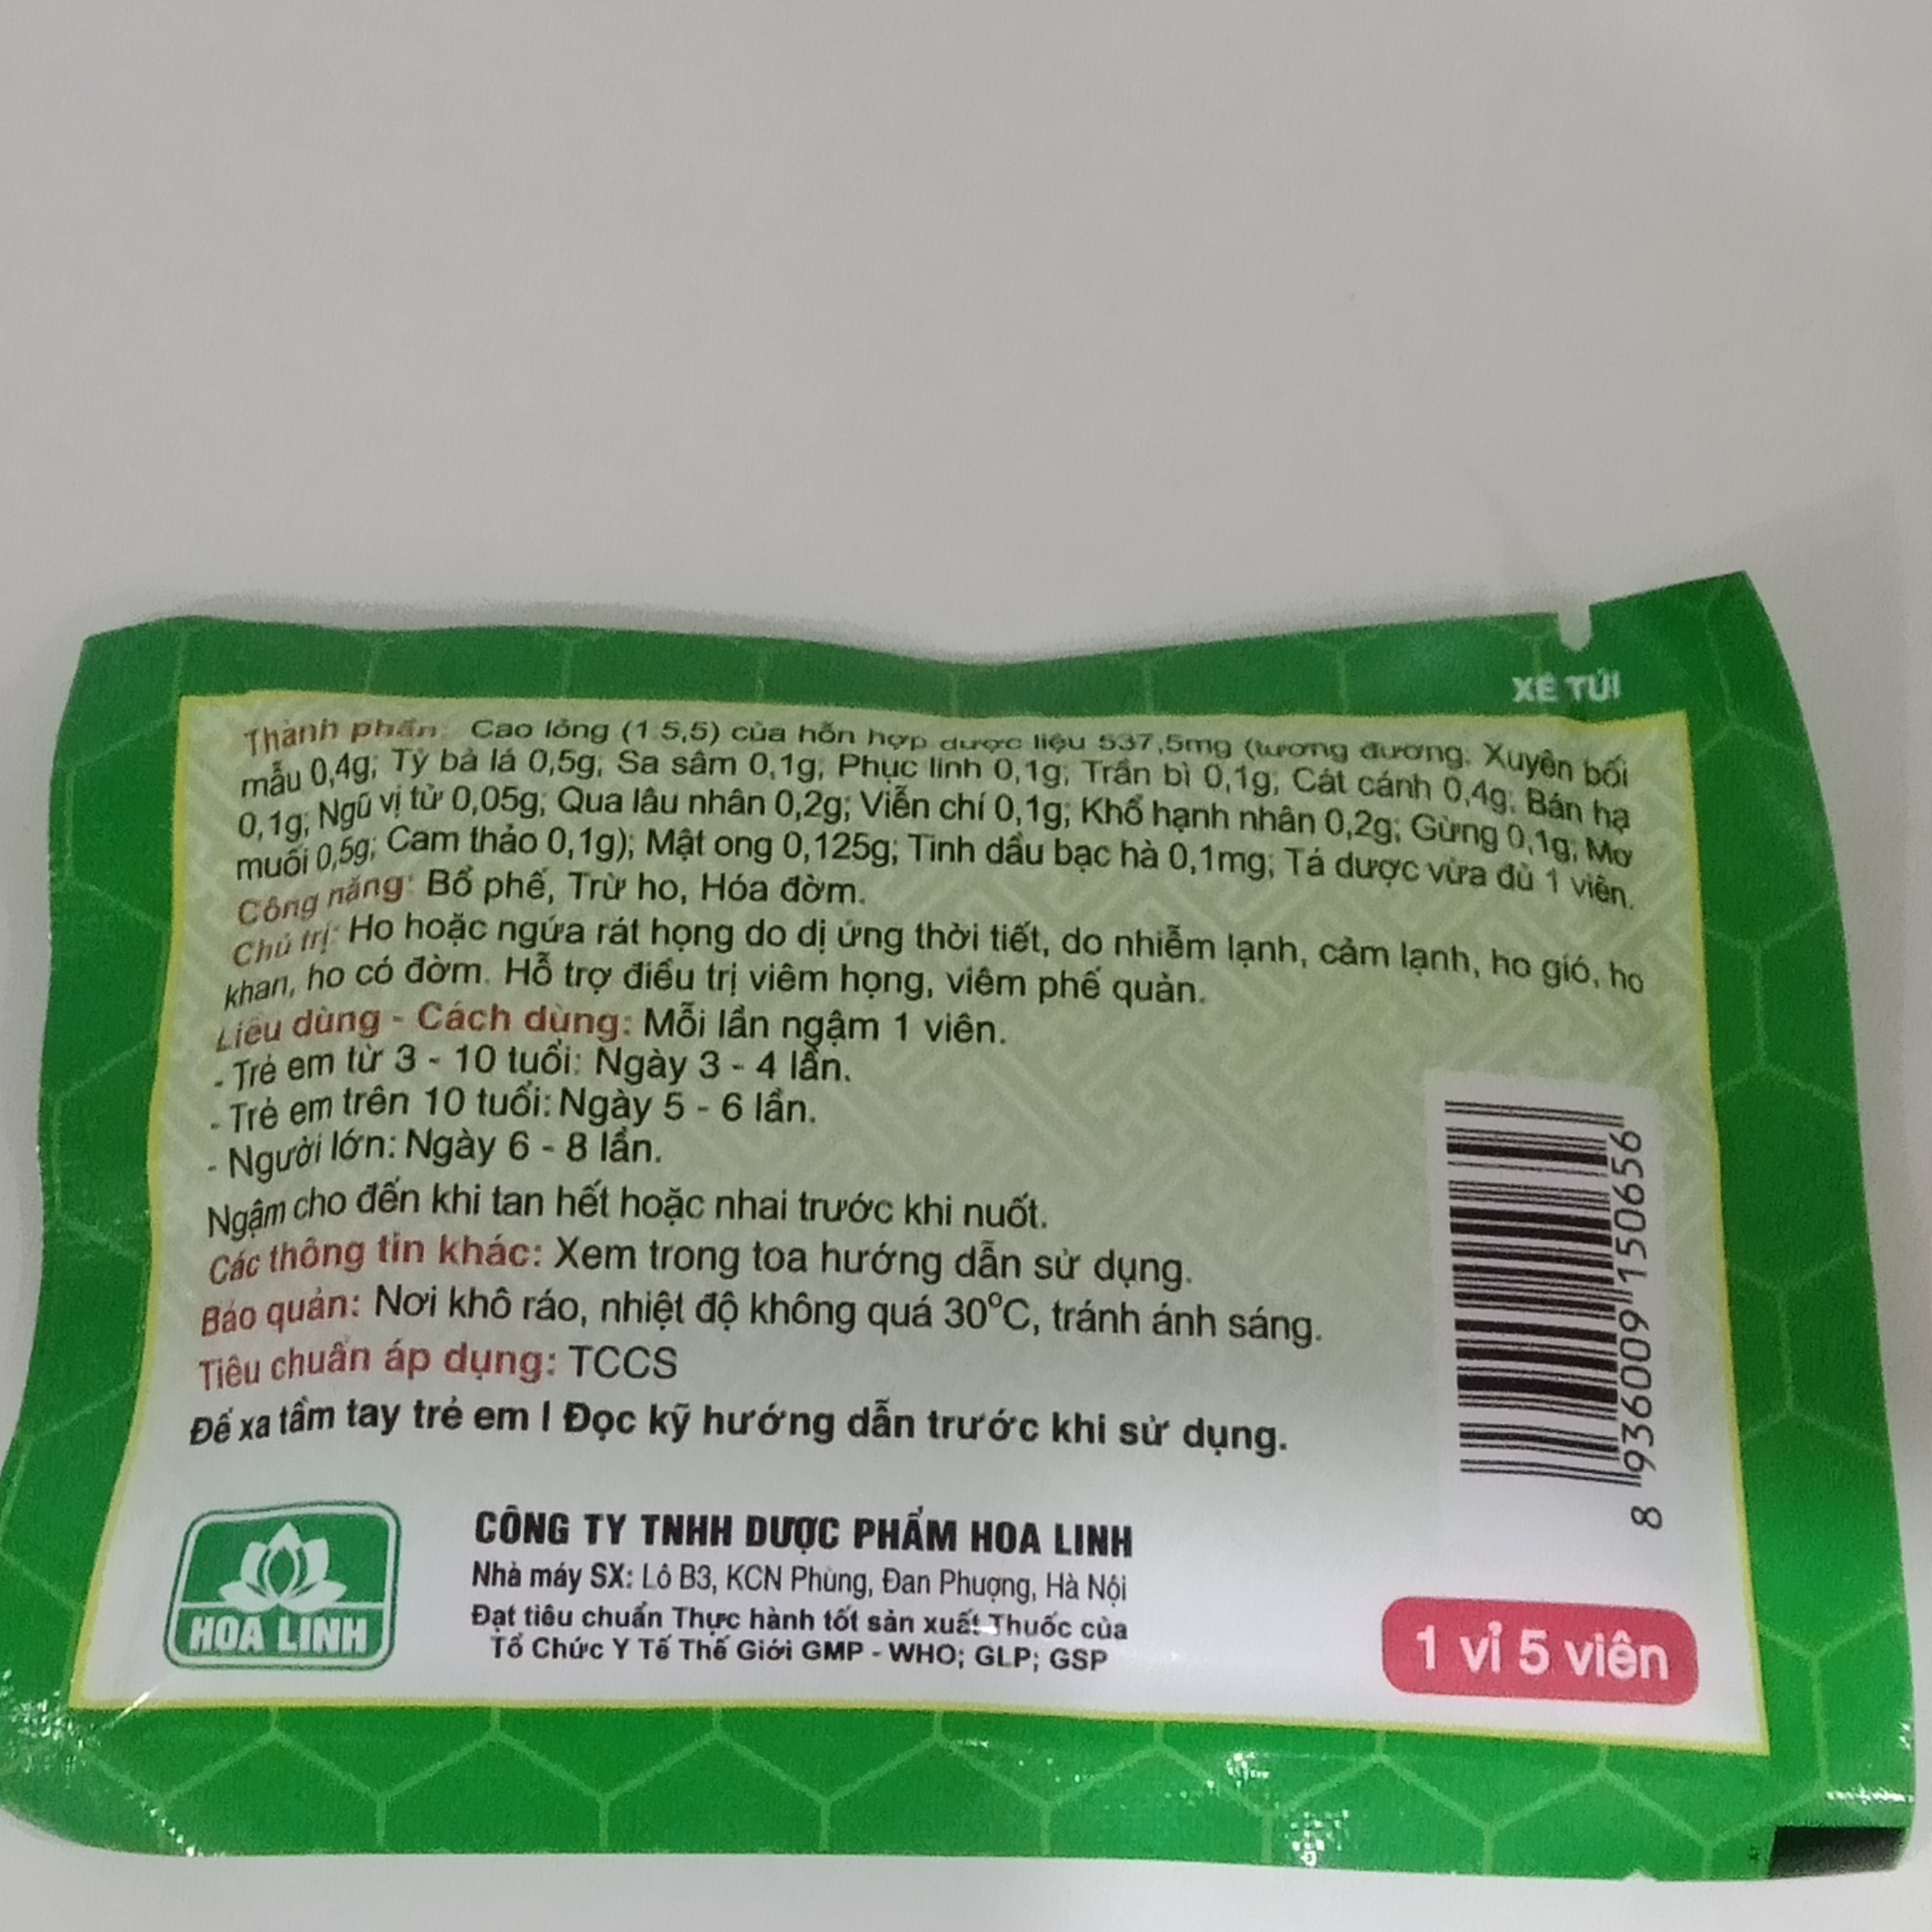 XÉ TÚI
Thành phần: Cao lỏng (1:5,5) của hỗn hợp dược liệu 537,5mg (tương đương: Xuyên bối
mẫu 0,4g; Tỳ bà lá 0,5g; Sa sâm 0,1g; Phục linh 0,1g; Trần bì 0,1g; Cát cánh 0,4g; Bán hạ
0,1g; Ngũ vị tử 0,05g; Qua lâu nhân 0,2g; Viễn chí 0,1g; Khổ hạnh nhân 0,2g; Gừng 0,1g; Mơ
muối 0,5g; Cam thảo 0,1g); Mật ong 0,125g; Tinh dầu bạc hà 0,1mg; Tá dược vừa đủ 1 viên.
Công năng: Bổ phế, Trừ ho, Hóa đờm.
Chủ trị: Ho hoặc ngứa rát họng do dị ứng thời tiết, do nhiễm lạnh, cảm lạnh, ho gió, ho
khan, ho có đờm. Hỗ trợ điều trị viêm họng, viêm phế quản.
Liều dùng - Cách dùng: Mỗi lần ngậm 1 viên.
- Trẻ em từ 3 - 10 tuổi: Ngày 3 - 4 lần.
- Trẻ em trên 10 tuổi: Ngày 5 - 6 lần.
- Người lớn: Ngày 6 - 8 lần.
Ngậm cho đến khi tan hết hoặc nhai trước khi nuốt.
Các thông tin khác: Xem trong toa hướng dẫn sử dụng.
Bảo quản: Nơi khô ráo, nhiệt độ không quá 30°C, tránh ánh sáng.
Tiêu chuẩn áp dụng: TCCS
Để xa tầm tay trẻ em I Đọc kỹ hướng dẫn trước khi sử dụng.
8 936009 150656
HOA LINH
CÔNG TY TNHH DƯỢC PHẨM HOA LINH
Nhà máy SX: Lô B3, KCN Phùng, Đan Phượng, Hà Nội
Đạt tiêu chuẩn Thực hành tốt sản xuất Thuốc của
Tổ Chức Y Tế Thế Giới GMP - WHO; GLP; GSP
1 vỉ 5 viên